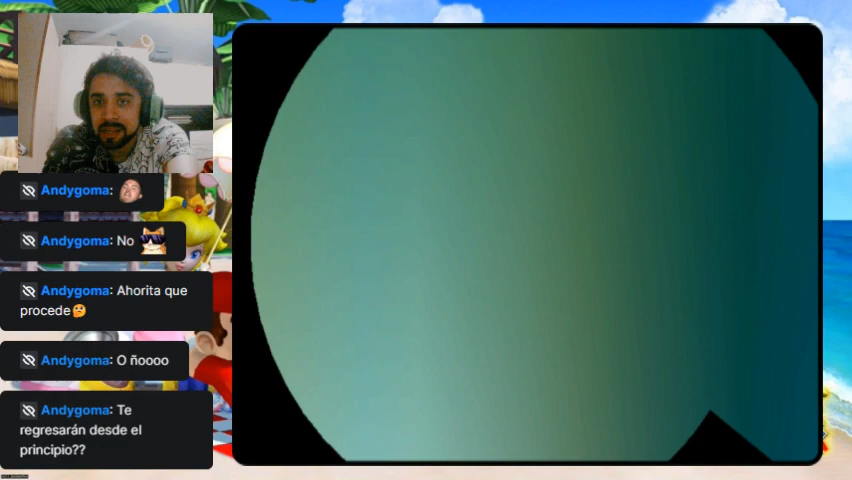 Andygoma:
Andygoma: No
Andygoma: Ahorita que
procede🤔
Andygoma: O ñoooo
Andygoma: Te
regresarán desde el
principio??